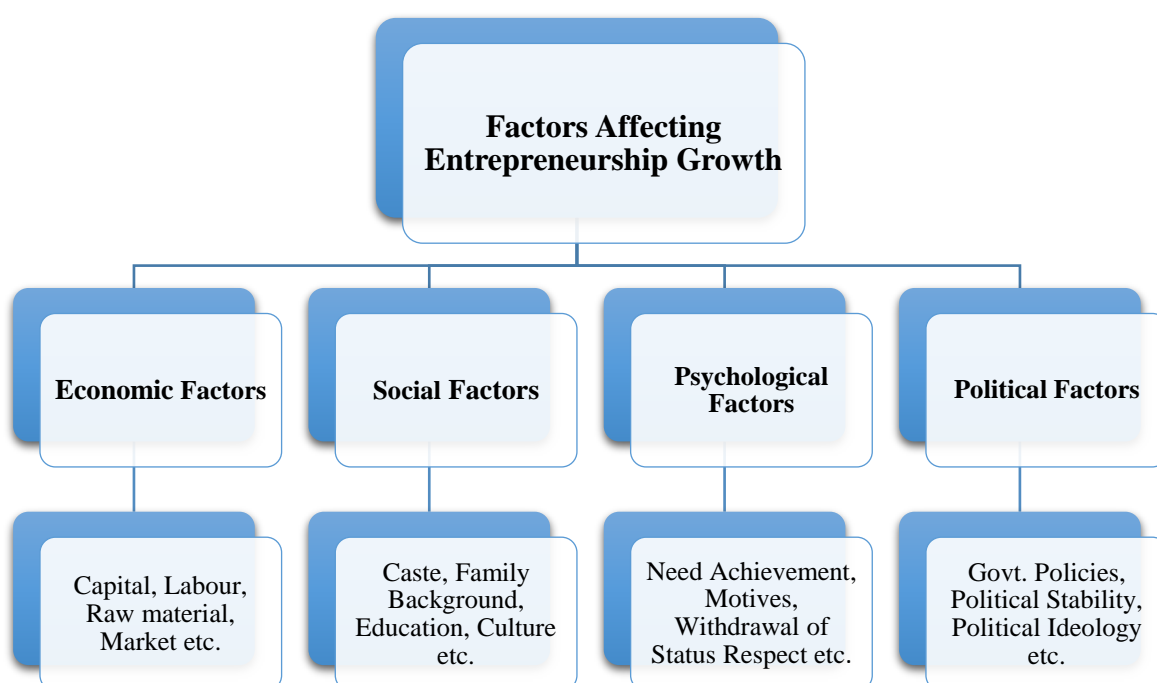 Factors Affecting
Entrepreneurship Growth
Economic Factors
Social Factors
Psychological
Factors
Political Factors
Capital, Labour,
Raw material,
Market etc.
Caste, Family
Background,
Education, Culture
etc.
Need Achievement,
Motives,
Withdrawal of
Status Respect etc.
Govt. Policies,
Political Stability,
Political Ideology
etc.